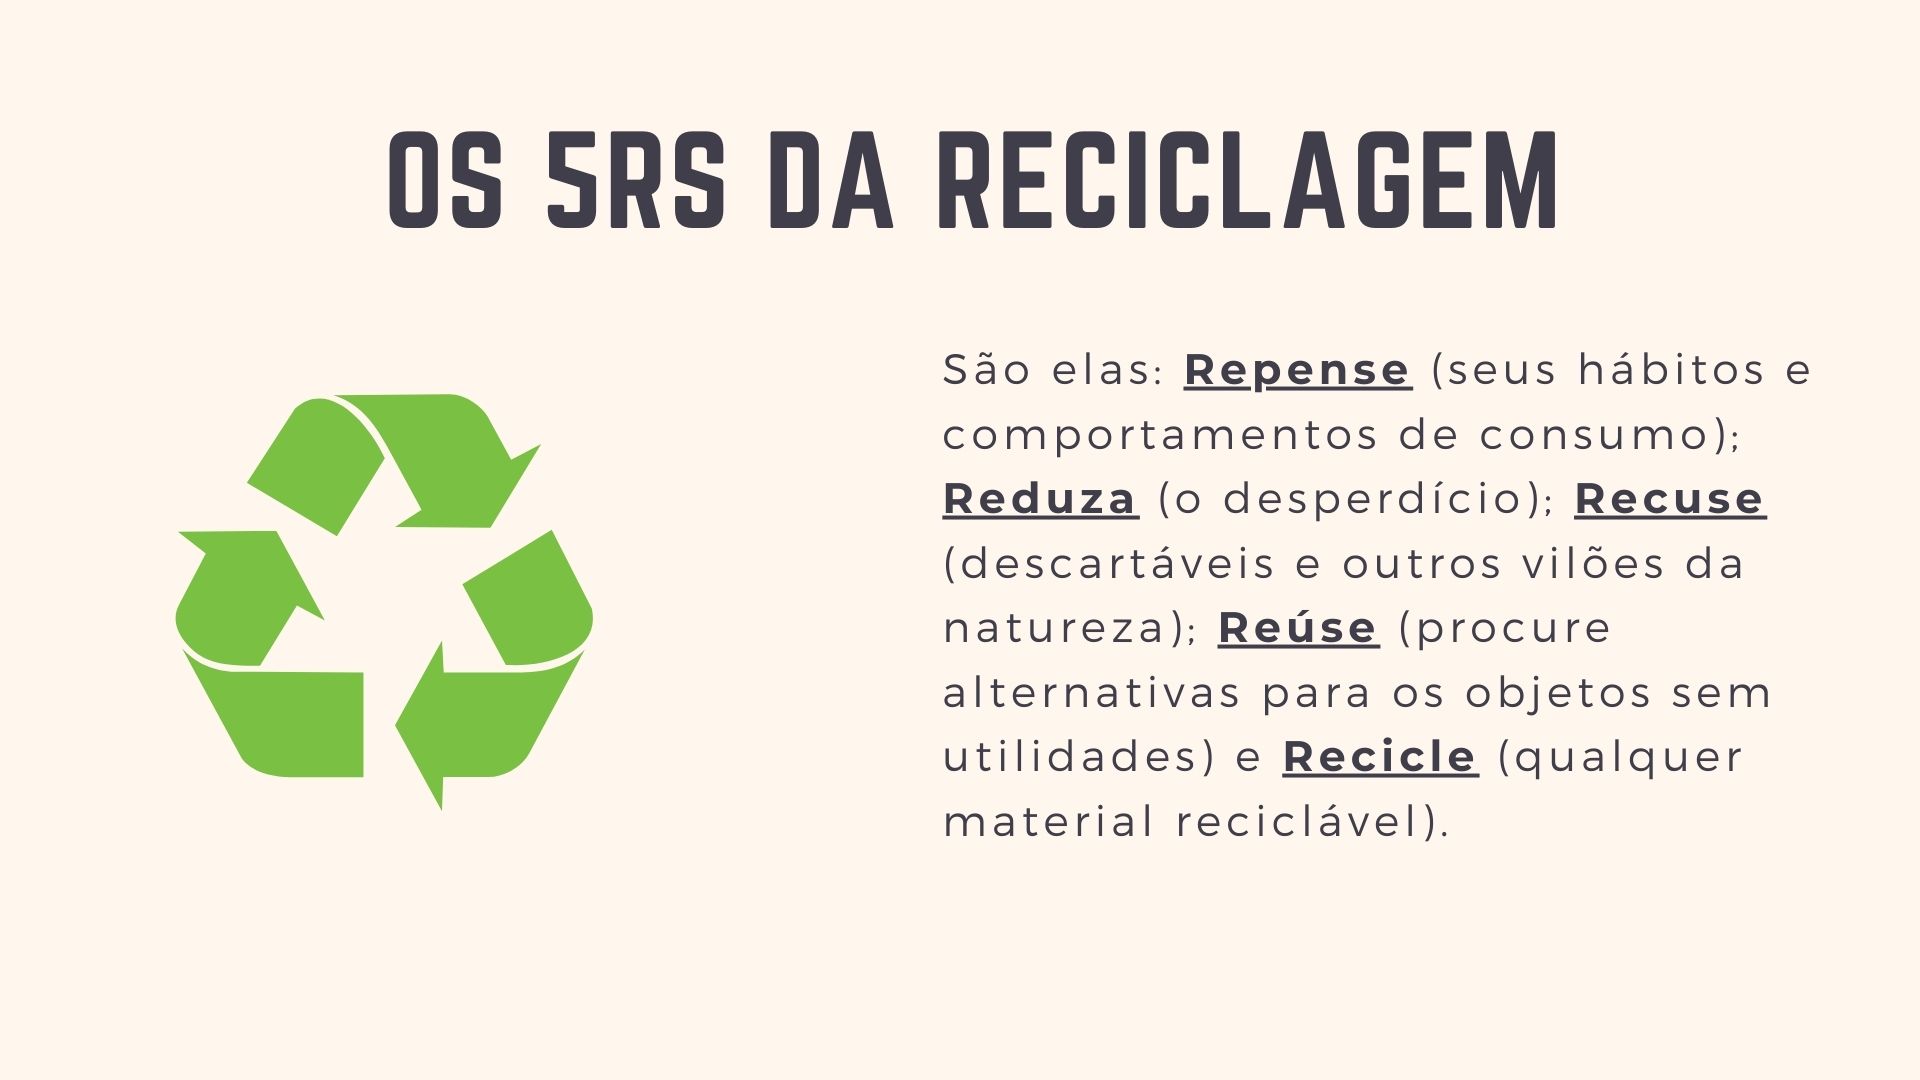 OS 5RS DA RECICLAGEM
São elas: Repense (seus hábitos e
comportamentos de consumo);
Reduza (o desperdício); Recuse
(descartáveis e outros vilões da
natureza); Reúse (procure
alternativas para os objetos sem
utilidades) e Recicle (qualquer
material reciclável).